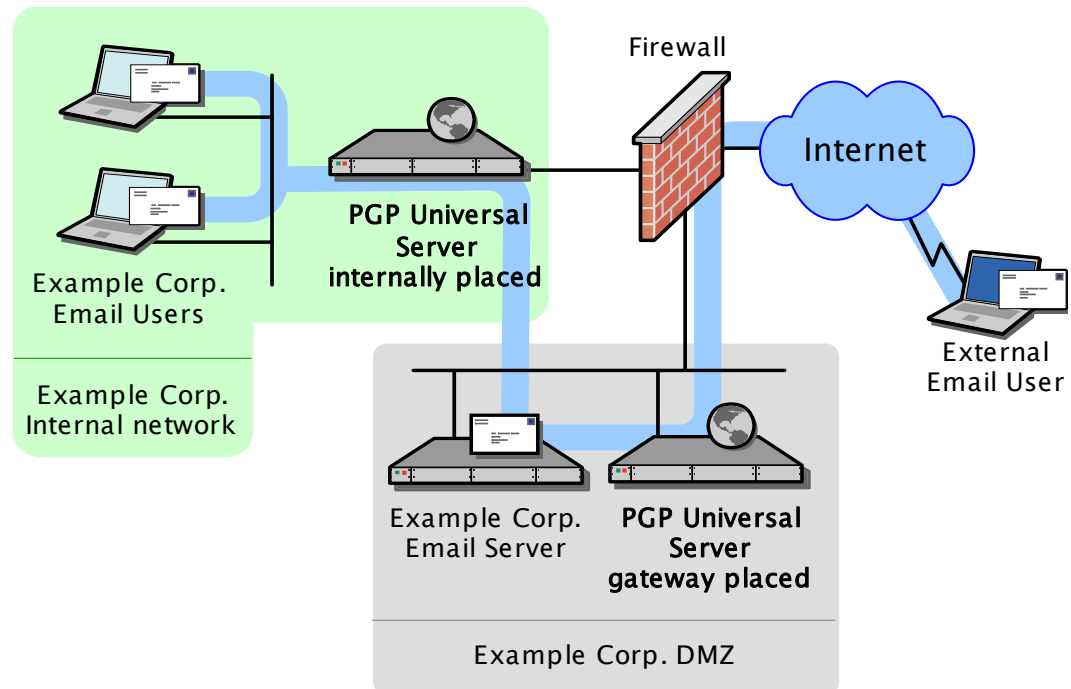 Firewall
Internet
PGP Universal
Server
internally placed
Example Corp.
Email Users
Example Corp.
Internal network
External
Email User
Example Corp.
Email Server
PGP Universal
Server
gateway placed
Example Corp. DMZ